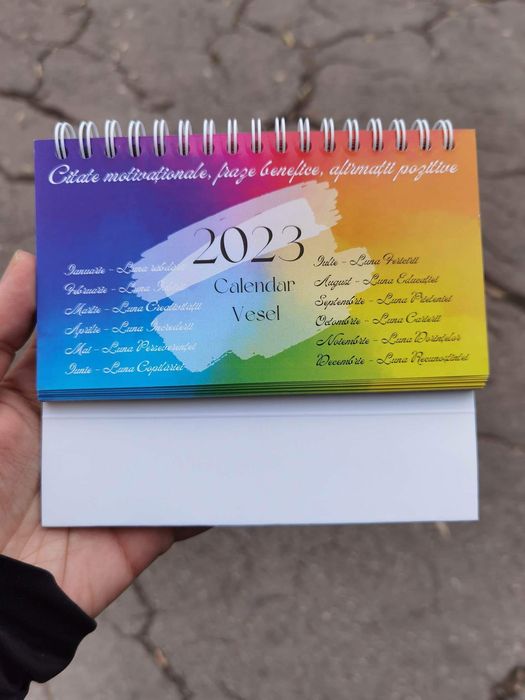 Citate motivaționale, fraze benefice, afirmații pozitive
2023
Calendar
Vesel
Ianuarie - Luna
Februarie - Luna
Martie - Luna Creativității
Aprilie - Luna Increderii
Mai - Luna Perseverenței
Iunie - Luna Copilăriei
Iulie - Luna Fericirii
August - Luna Educației
Septembrie - Luna Prieteniei
Octombrie - Luna Carierii
Noiembrie - Luna Dorințelor
Decembrie - Luna Recunoștinței